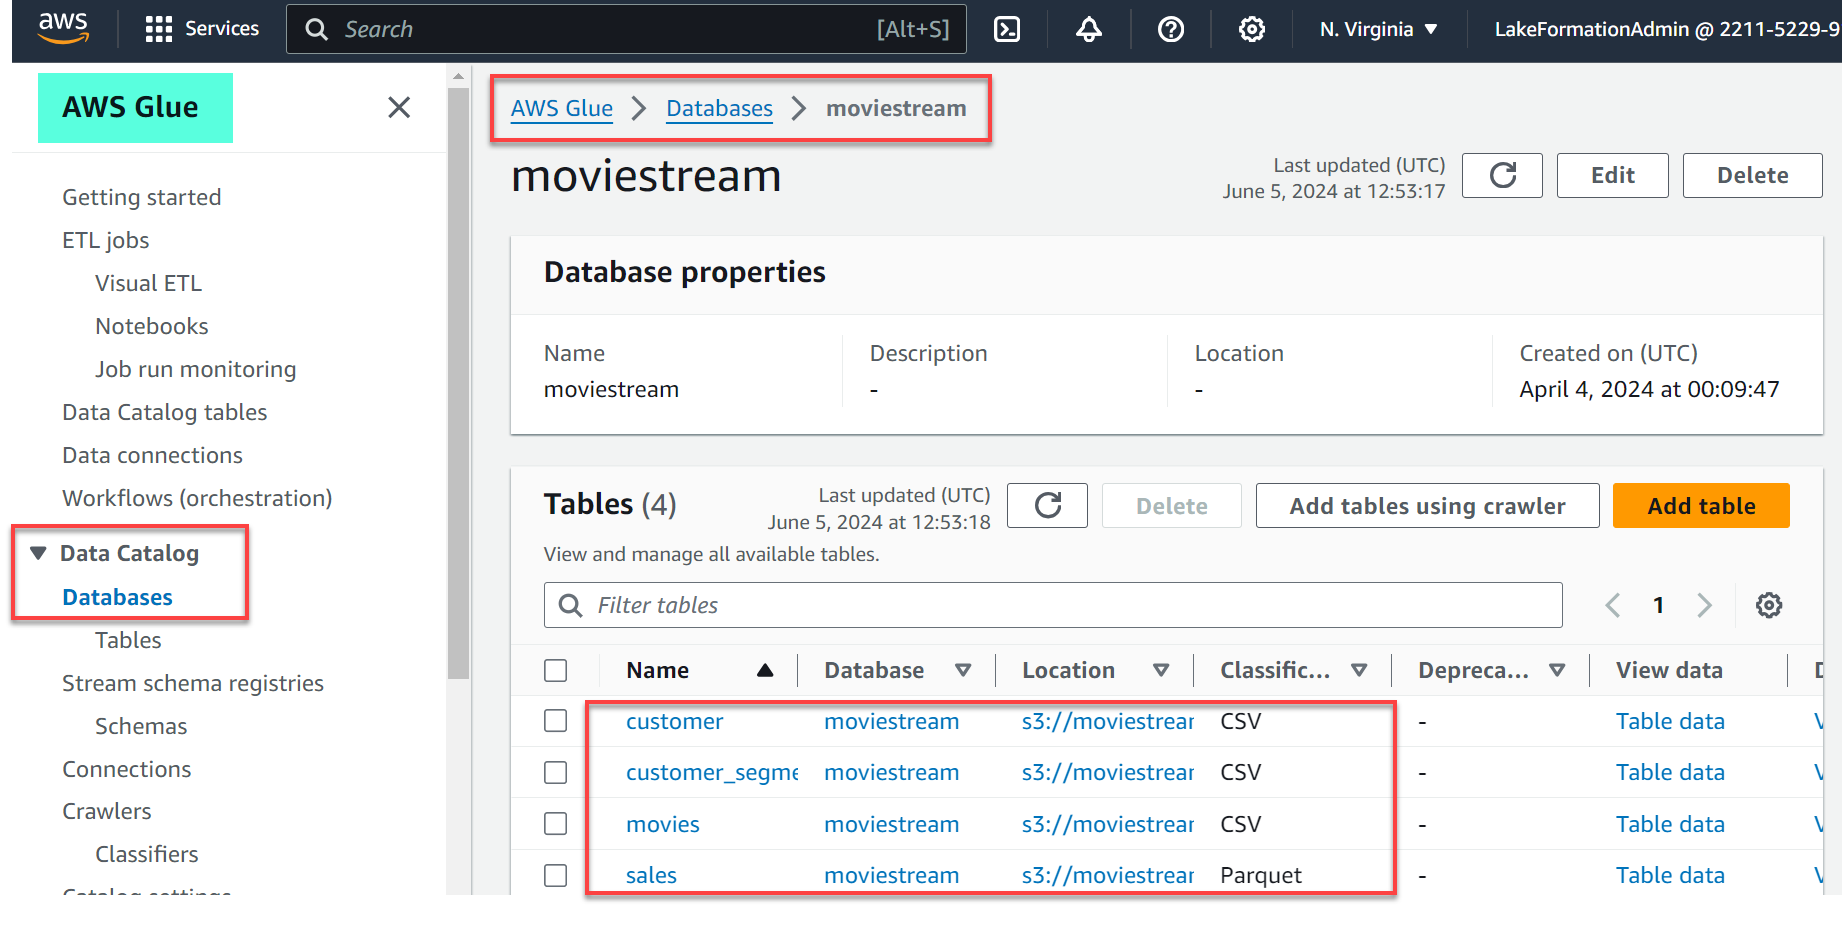 aws Services Search [Alt+S] N. Virginia LakeFormationAdmin @ 2211-5229-9
AWS Glue
Getting started
ETL jobs
Visual ETL
Notebooks
Job run monitoring
Data Catalog tables
Data connections
Workflows (orchestration)
Data Catalog
Databases
Tables
Stream schema registries
Schemas
Connections
Crawlers
Classifiers
Catalog settings
AWS Glue > Databases > moviestream
moviestream
Last updated (UTC)
June 5, 2024 at 12:53:17
Edit Delete
Database properties
Name Description Location Created on (UTC)
moviestream - - April 4, 2024 at 00:09:47
Tables (4)
Last updated (UTC)
June 5, 2024 at 12:53:18
Delete Add tables using crawler Add table
View and manage all available tables.
Filter tables 1
Name Database Location Classific... Depreca... View data
customer moviestream s3://moviestrear CSV - Table data
customer_segme moviestream s3://moviestrear CSV - Table data
movies moviestream s3://moviestrear CSV - Table data
sales moviestream s3://moviestrear Parquet - Table data